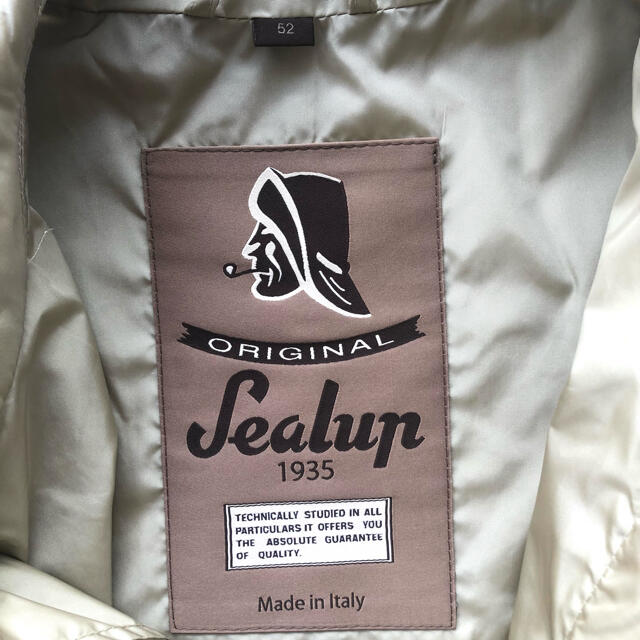 52
ORIGINAL
Sealup
1935
TECHNICALLY STUDIED IN ALL
PARTICULARS IT OFFERS YOU
THE ABSOLUTE GUARANTEE
OF QUALITY.
Made in Italy